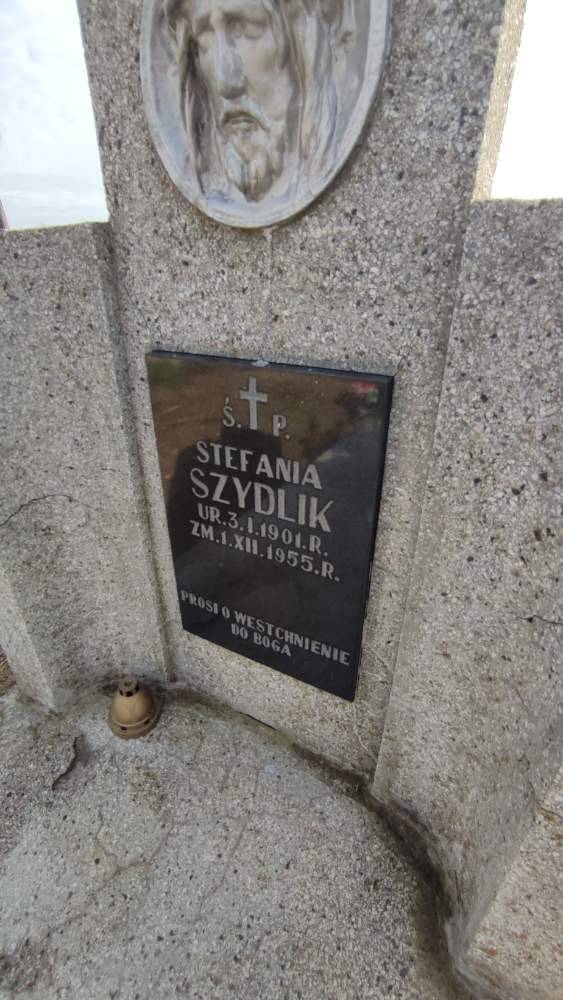 Ś. P.
STEFANIA
SZYDLIK
UR.3.I.1901.R.
ZM.1.XII.1955.R.
PROSI O WESTCHNIENIE
DO BOGA